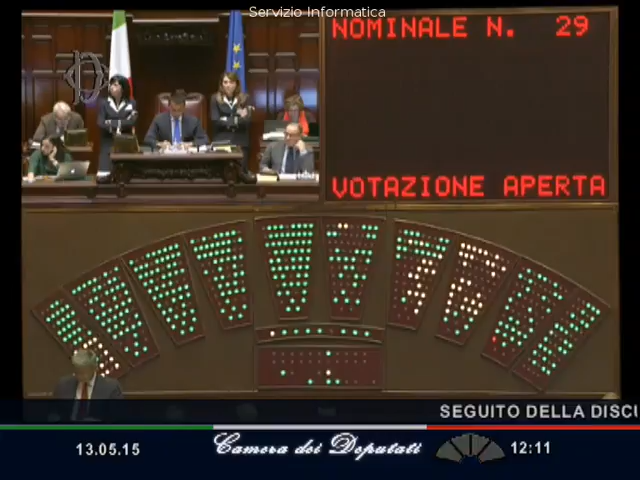 Servizio Informatica
NOMINALE N. 29
VOTAZIONE APERTA
SEGUITO DELLA DISCU
13.05.15
Camera dei Deputati
12:11